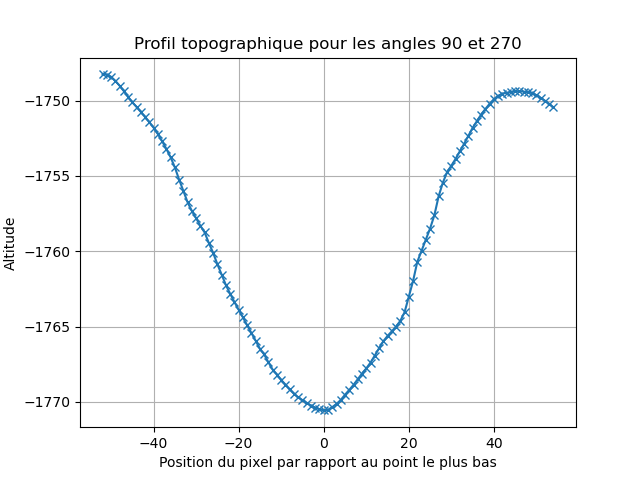 Profil topographique pour les angles 90 et 270
Altitude
−1750
−1755
−1760
−1765
−1770
−40 −20 0 20 40
Position du pixel par rapport au point le plus bas